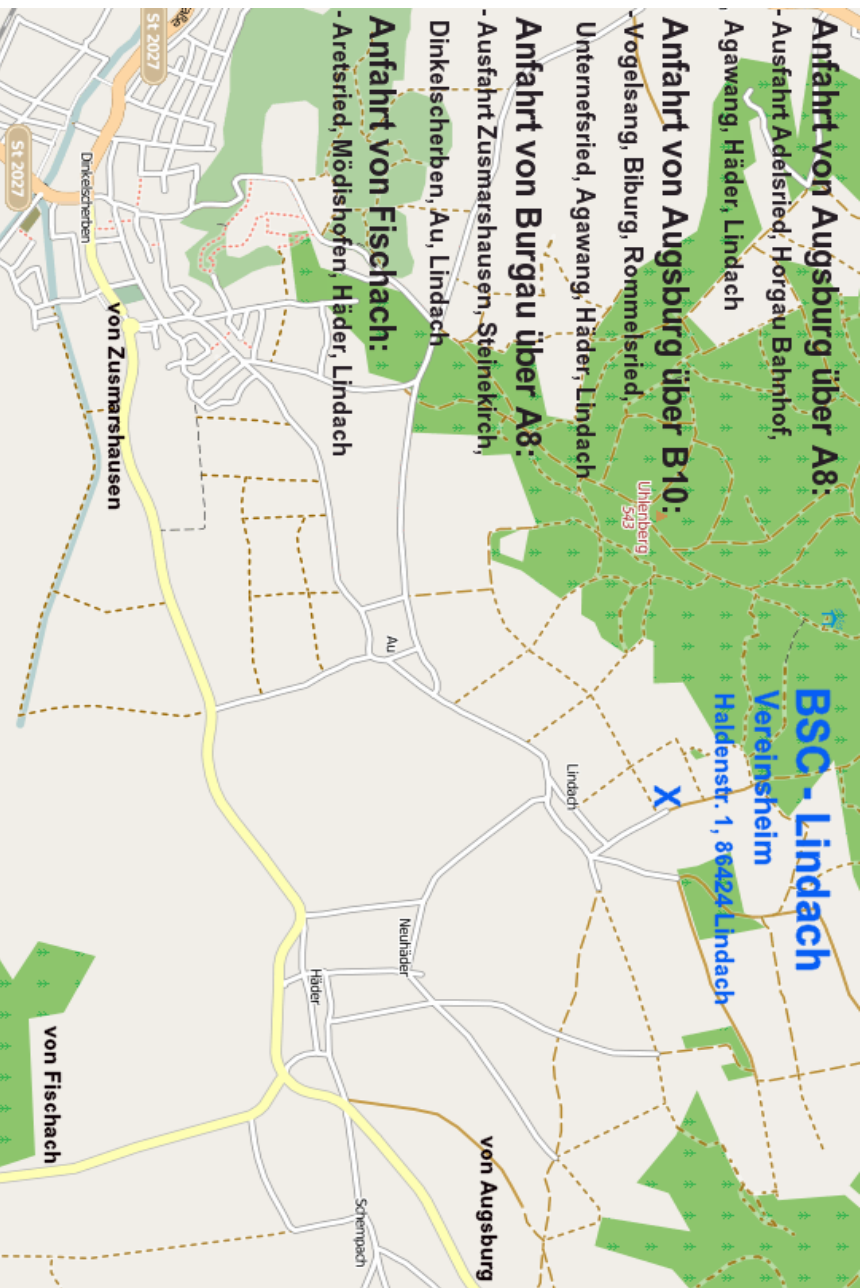 Anfahrt von Augsburg über A8:
- Ausfahrt Adelsried, Horgau Bahnhof,
Agawang, Häder, Lindach
Anfahrt von Augsburg über B10:
- Vogelsang, Biburg, Rommelsried,
Unternefsried, Agawang, Häder, Lindach
Anfahrt von Burgau über A8:
- Ausfahrt Zusmarshausen, Steinekirch,
Dinkelscherben, Au, Lindach
Anfahrt von Fischach:
- Aretsried, Mödishofen, Häder, Lindach
BSC - Lindach
Vereinsheim
Haldenstr. 1, 86424 Lindach
X
Uhlenberg
543
Lindach
Au
Neuhäder
Häder
Schempach
von Augsburg
von Fischach
von Zusmarshausen
Dinkelscherben
St 2027
St 2027